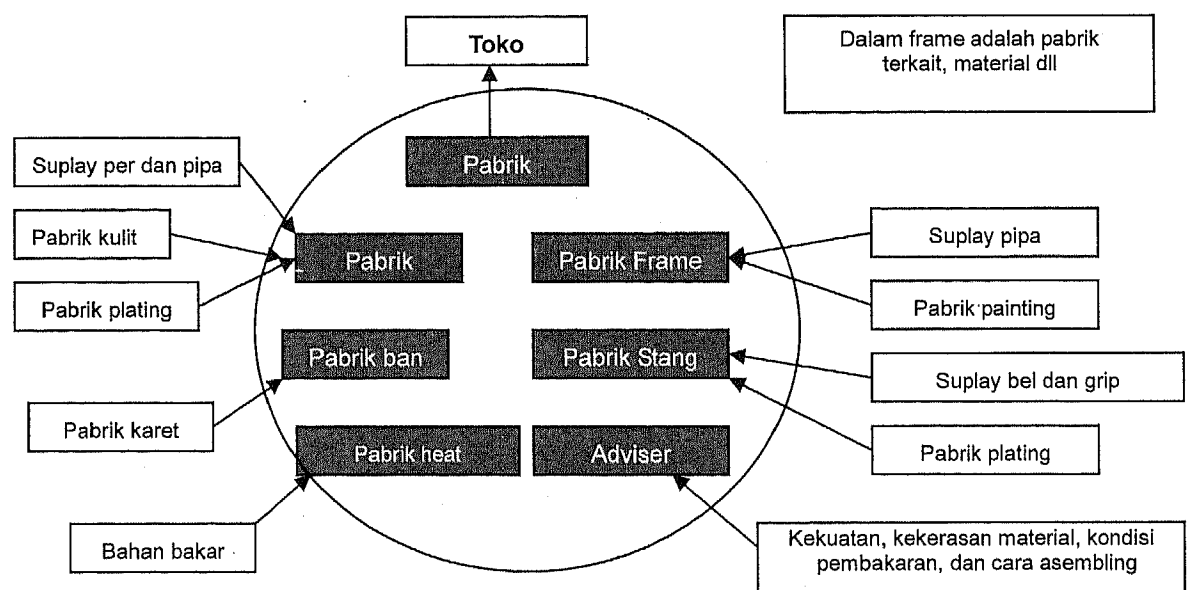 Toko
Dalam frame adalah pabrik
terkait, material dll
Pabrik
Suplay per dan pipa
Pabrik kulit
Pabrik plating
Pabrik
Pabrik Frame
Suplay pipa
Pabrik painting
Pabrik ban
Pabrik Stang
Suplay bel dan grip
Pabrik karet
Pabrik plating
Pabrik heat
Adviser
Bahan bakar
Kekuatan, kekerasan material, kondisi
pembakaran, dan cara asembling